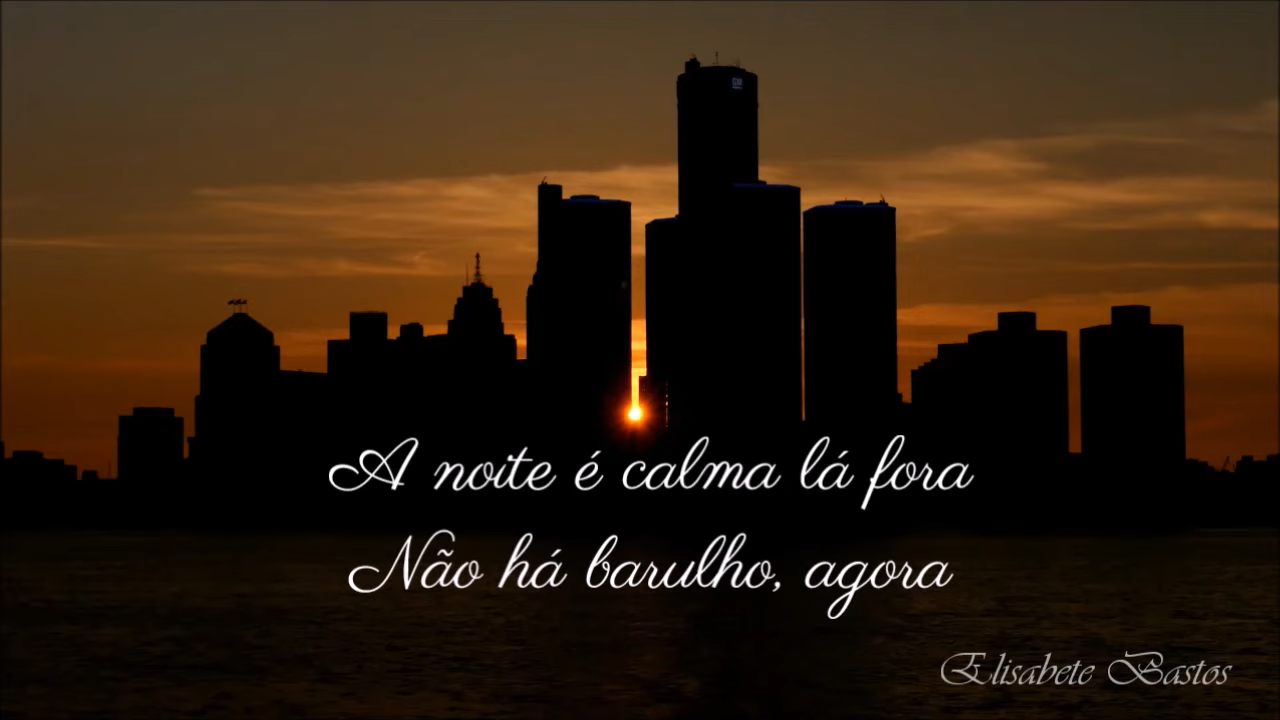 A noite é calma lá fora
Não há barulho, agora
Elisabete Bastos